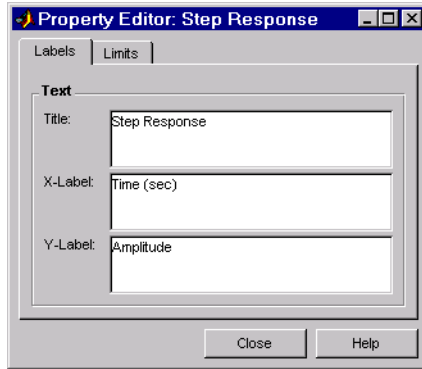 Property Editor: Step Response
Labels Limits
Text
Title: Step Response
X-Label: Time (sec)
Y-Label: Amplitude
Close Help